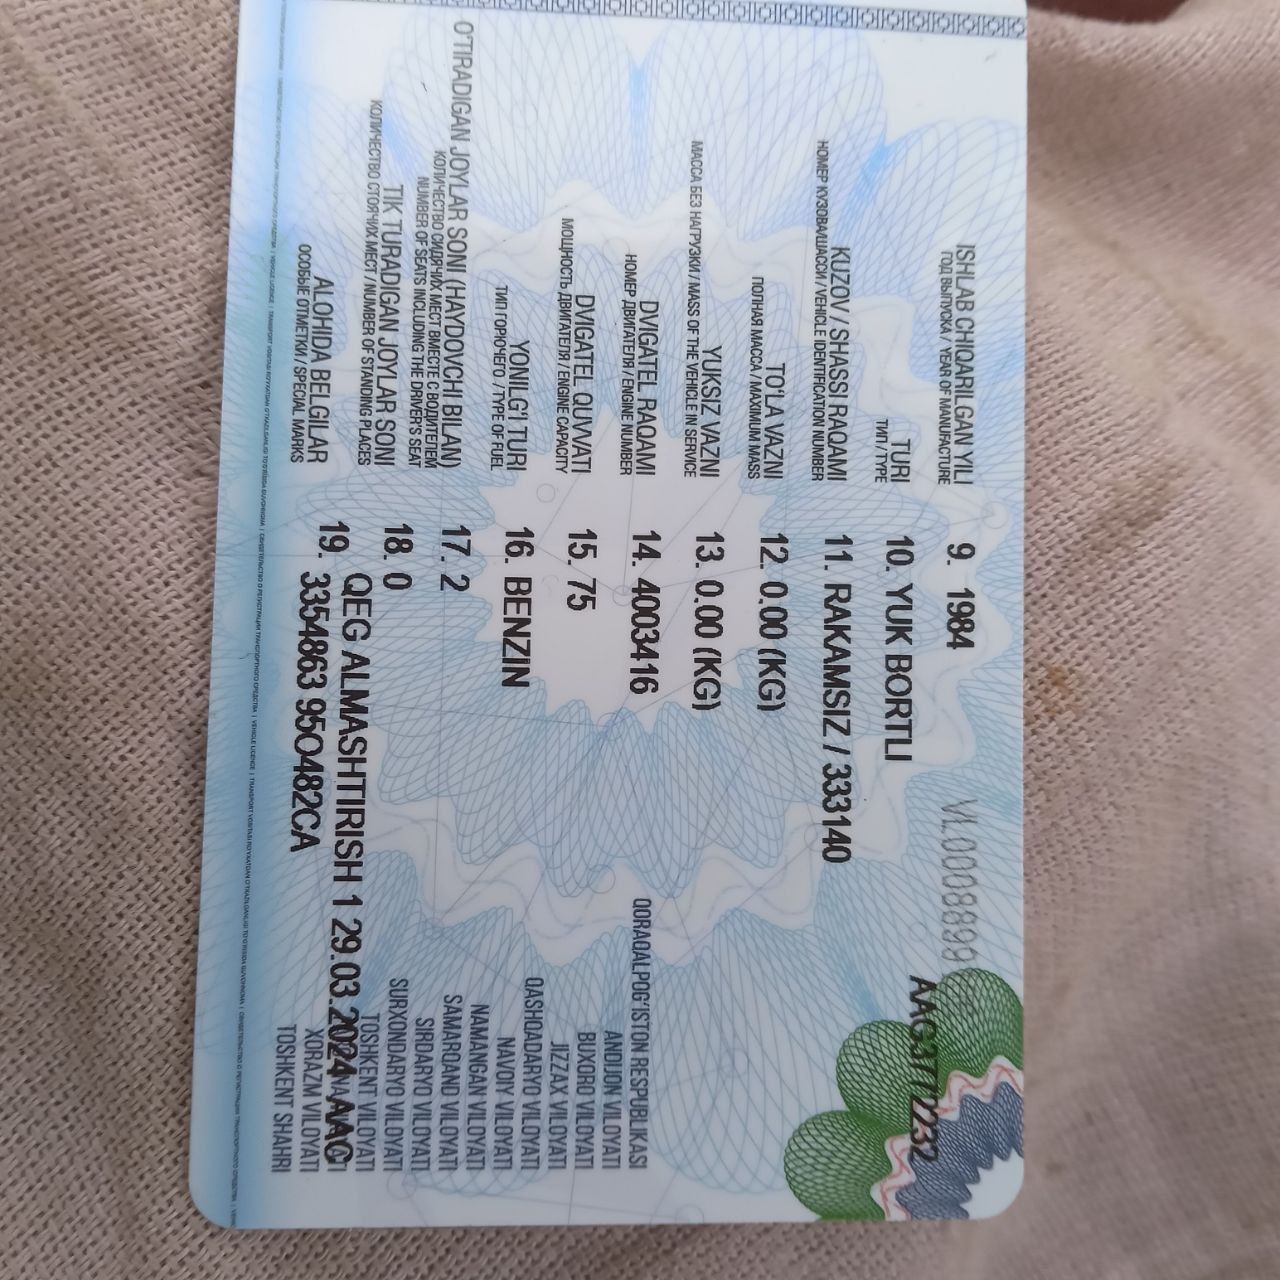 VL0008899
AAG3772232
ISHLAB CHIQARILGAN YILI 9. 1984
ГОД ВЫПУСКА / YEAR OF MANUFACTURE
TURI 10. YUK BORTLI
ТИП / TYPE
KUZOV / SHASSI RAQAMI 11. RAKAMSIZ / 333140
НОМЕР КУЗОВА/ШАССИ / VEHICLE IDENTIFICATION NUMBER
TO'LA VAZNI 12. 0.00 (KG)
ПОЛНАЯ МАССА / MAXIMUM MASS
YUKSIZ VAZNI 13. 0.00 (KG)
МАССА БЕЗ НАГРУЗКИ / MASS OF THE VEHICLE IN SERVICE
DVIGATEL RAQAMI 14. 4003416
НОМЕР ДВИГАТЕЛЯ / ENGINE NUMBER
DVIGATEL QUVVATI 15. 75
МОЩНОСТЬ ДВИГАТЕЛЯ / ENGINE CAPACITY
YONILG'I TURI 16. BENZIN
ТИП ГОРЮЧЕГО / TYPE OF FUEL
O'TIRADIGAN JOYLAR SONI (HAYDOVCHI BILAN) 17. 2
КОЛИЧЕСТВО СИДЯЧИХ МЕСТ ВМЕСТЕ С ВОДИТЕЛЕМ
NUMBER OF SEATS INCLUDING THE DRIVER'S SEAT
TIK TURADIGAN JOYLAR SONI 18. 0
КОЛИЧЕСТВО СТОЯЧИХ МЕСТ / NUMBER OF STANDING PLACES
QEG ALMASHTIRISH 1 29.03.2024 AAG
ALOHIDA BELGILAR 19. 3354863 95O482CA
ОСОБЫЕ ОТМЕТКИ / SPECIAL MARKS
QORAQALPOG'ISTON RESPUBLIKASI
ANDIJON VILOYATI
BUXORO VILOYATI
JIZZAX VILOYATI
QASHQADARYO VILOYATI
NAVOIY VILOYATI
NAMANGAN VILOYATI
SAMARQAND VILOYATI
SIRDARYO VILOYATI
SURXONDARYO VILOYATI
TOSHKENT VILOYATI
XORAZM VILOYATI
TOSHKENT SHAHRI